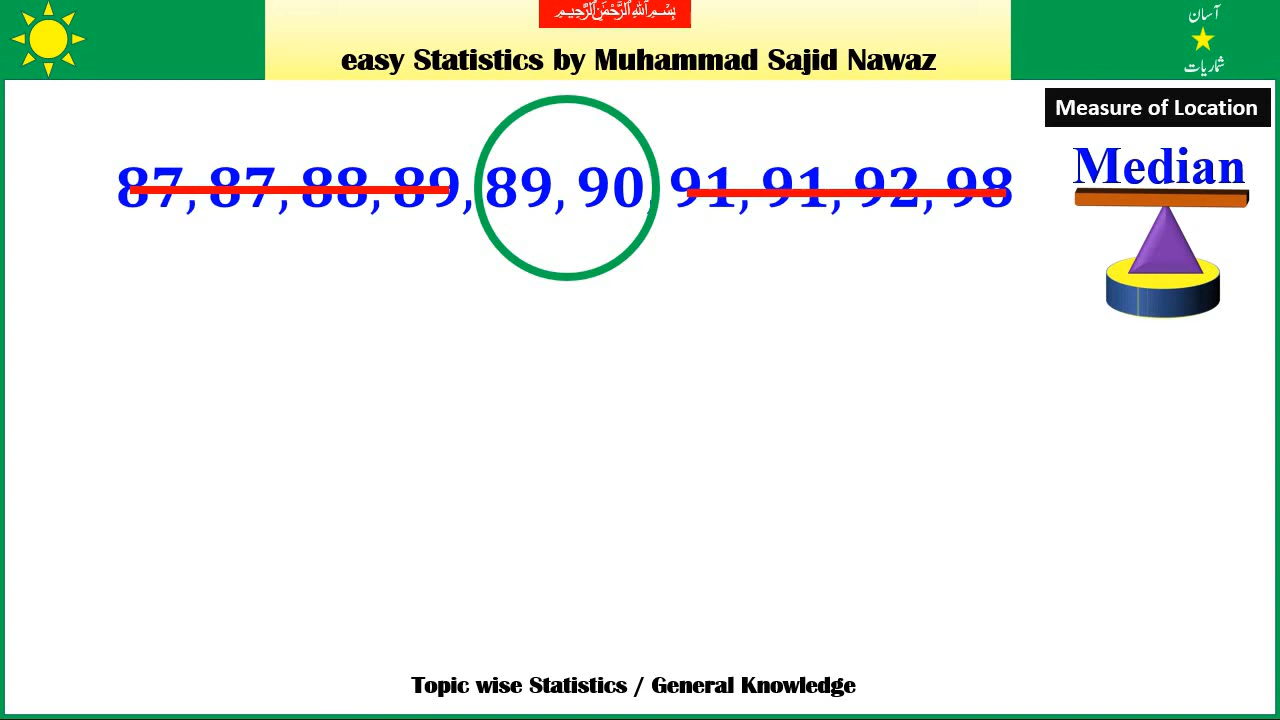 بِسْمِ اللهِ الرَّحْمٰنِ الرَّحِيْمِ
easy Statistics by Muhammad Sajid Nawaz
آسان
شماریات
Measure of Location
Median
87, 87, 88, 89, 89, 90, 91, 91, 92, 98
Topic wise Statistics / General Knowledge